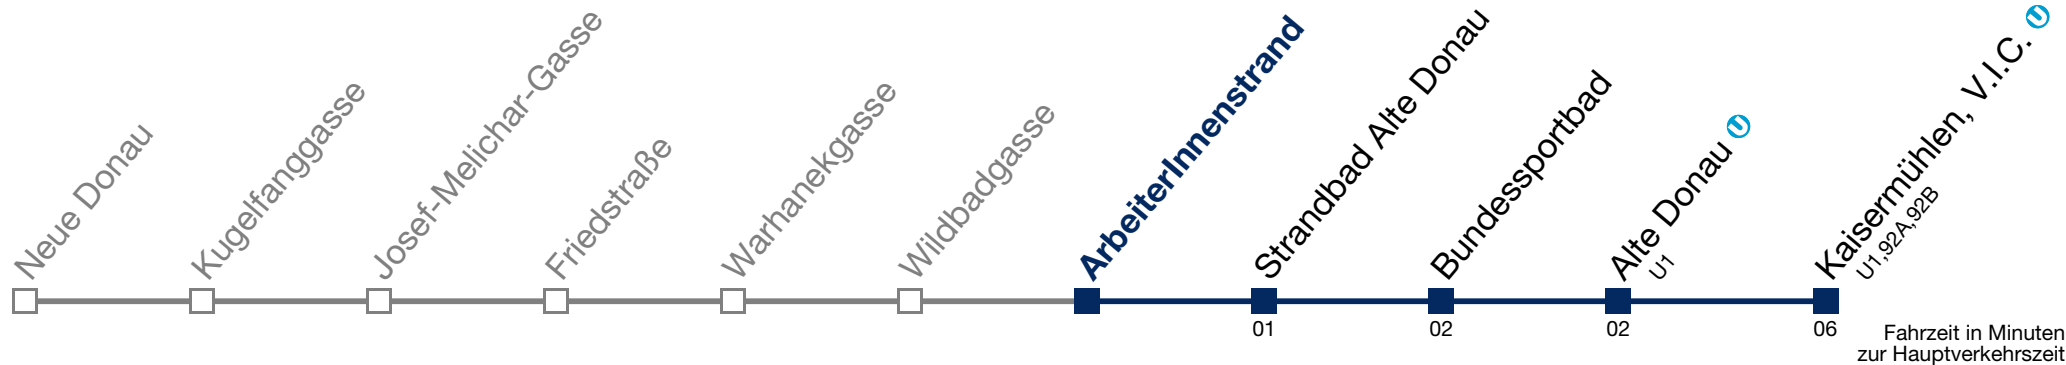 Neue Donau
Kugelfanggasse
Josef-Melichar-Gasse
Friedstraße
Warhanekgasse
Wildbadgasse
ArbeiterInnenstrand
Strandbad Alte Donau
Bundessportbad
Alte Donau U
U1
Kaisermühlen, V.I.C. U
U1,92A,92B
01
02
02
06
Fahrzeit in Minuten
zur Hauptverkehrszeit